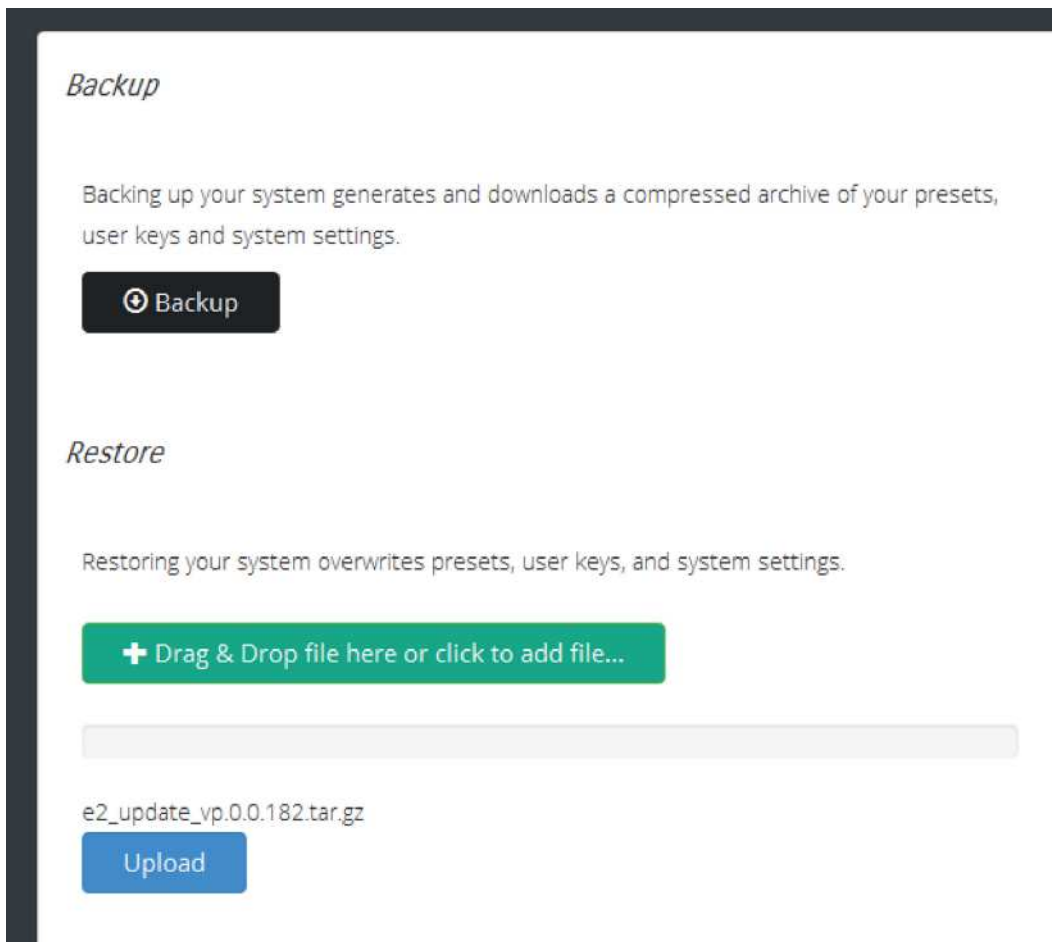 Backup
Backing up your system generates and downloads a compressed archive of your presets,
user keys and system settings.
Backup
Restore
Restoring your system overwrites presets, user keys, and system settings.
Drag & Drop file here or click to add file...
e2_update_vp.0.0.182.tar.gz
Upload